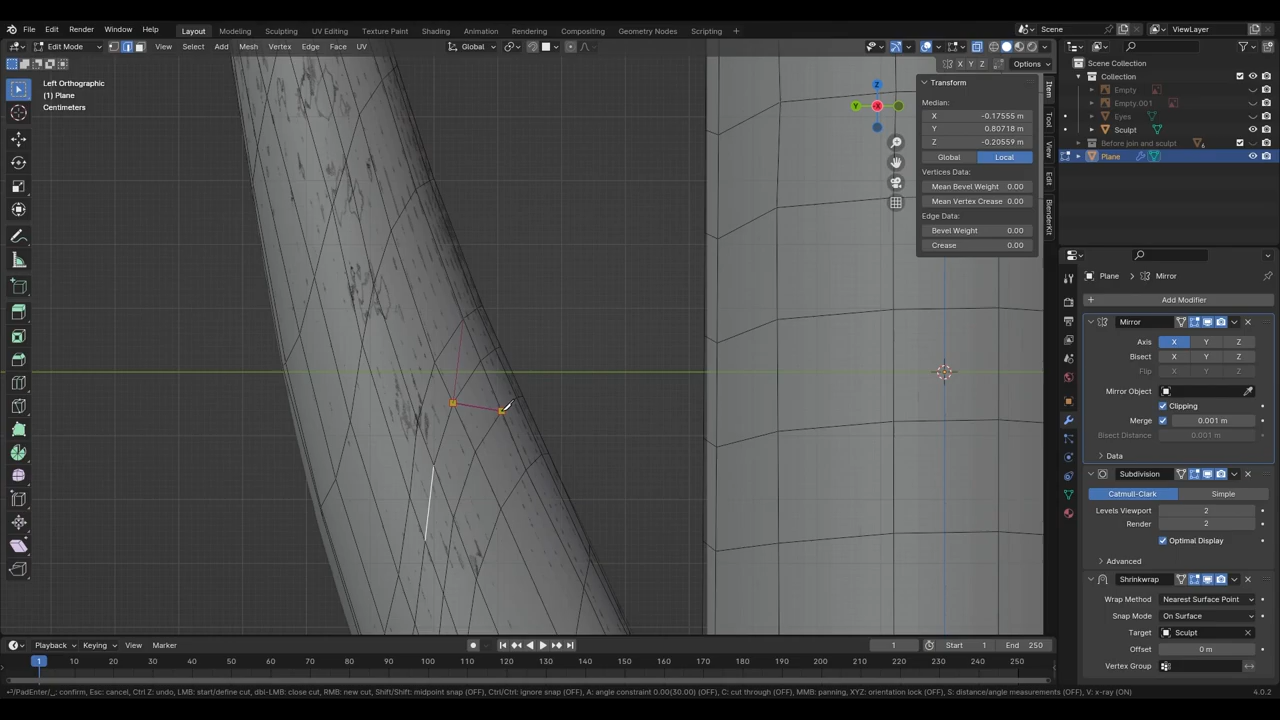 File Edit Render Window Help Layout Modeling Sculpting UV Editing Texture Paint Shading Animation Rendering Compositing Geometry Nodes Scripting + Scene ViewLayer
Edit Mode View Select Add Mesh Vertex Edge Face UV Global
X Y Z Options
Left Orthographic
(1) Plane
Centimeters
Transform
Median:
X -0.17555 m
Y 0.80718 m
Z -0.20559 m
Global Local
Vertices Data:
Mean Bevel Weight 0.00
Mean Vertex Crease 0.00
Edge Data:
Bevel Weight 0.00
Crease 0.00
Item
Tool
View
Edit
BlenderKit
Z
Y
X
Scene Collection
Collection
Empty
Empty.001
Eyes
Sculpt
Before join and sculpt
Plane
Plane > Mirror
+ Add Modifier
Mirror
Axis X Y Z
Bisect X Y Z
Flip X Y Z
Mirror Object
Clipping
Merge 0.001 m
Bisect Distance 0.001 m
Data
Subdivision
Catmull-Clark Simple
Levels Viewport 2
Render 2
Optimal Display
Advanced
Shrinkwrap
Wrap Method Nearest Surface Point
Snap Mode On Surface
Target Sculpt
Offset 0 m
Vertex Group
Playback Keying View Marker 1 Start 1 End 250
1 10 20 30 40 50 60 70 80 90 100 110 120 130 140 150 160 170 180 190 200 210 220 230 240 250
/PadEnter/_: confirm, Esc: cancel, Ctrl Z: undo, LMB: start/define cut, dbl-LMB: close cut, RMB: new cut, Shift/Shift: midpoint snap (OFF), Ctrl/Ctrl: ignore snap (OFF), A: angle constraint 0.00(30.00) (OFF), C: cut through (OFF), MMB: panning, XYZ: orientation lock (OFF), S: distance/angle measurements (OFF), V: x-ray (ON) 4.0.2